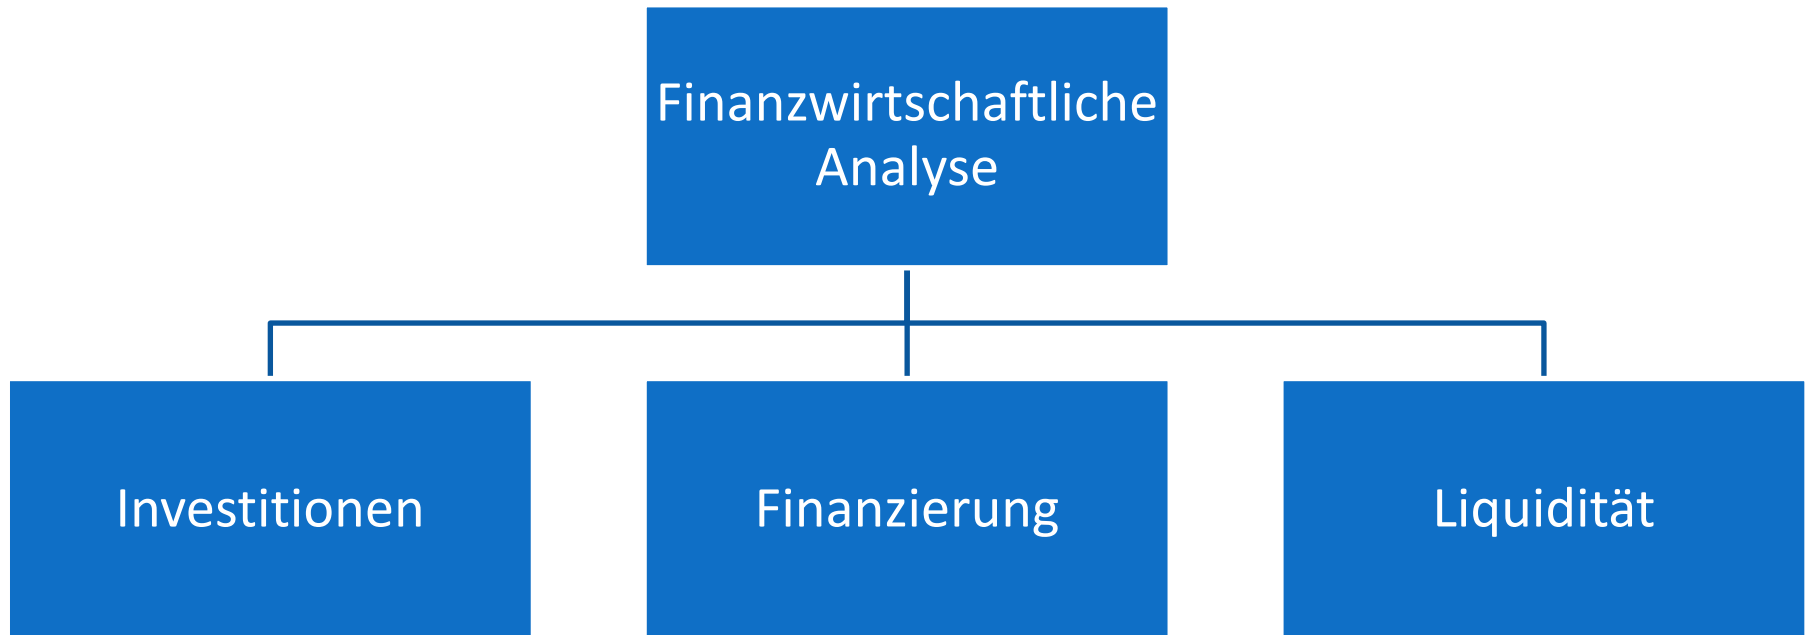 Finanzwirtschaftliche
Analyse
Investitionen
Finanzierung
Liquidität